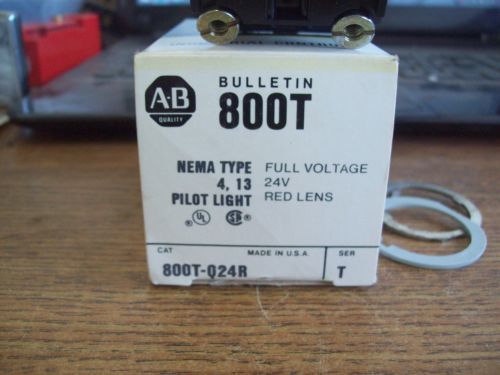 A-B
QUALITY
BULLETIN
800T
NEMA TYPE
4, 13
PILOT LIGHT
FULL VOLTAGE
24V
RED LENS
UL
CAT
MADE IN U.S.A.
SER
800T-Q24R
T